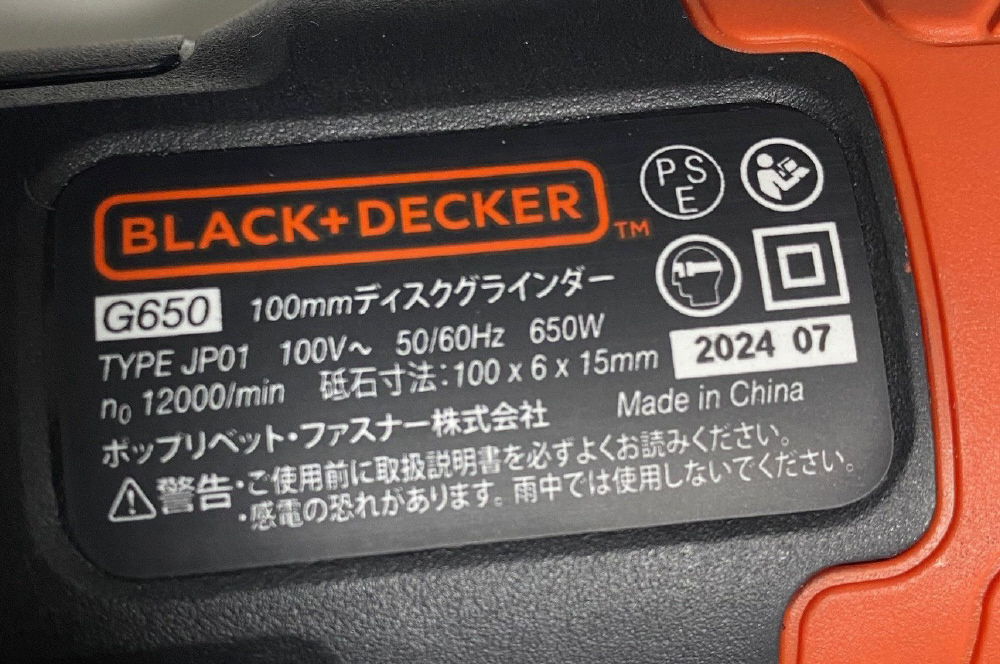 BLACK+DECKER TM
PS
E
G650 100mmディスクグラインダー
TYPE JP01 100V~ 50/60Hz 650W
2024 07
n0 12000/min 砥石寸法:100 x 6 x 15mm
Made in China
ポップリベット・ファスナー株式会社
警告・ご使用前に取扱説明書を必ずよくお読みください。
・感電の恐れがあります。雨中では使用しないでください。